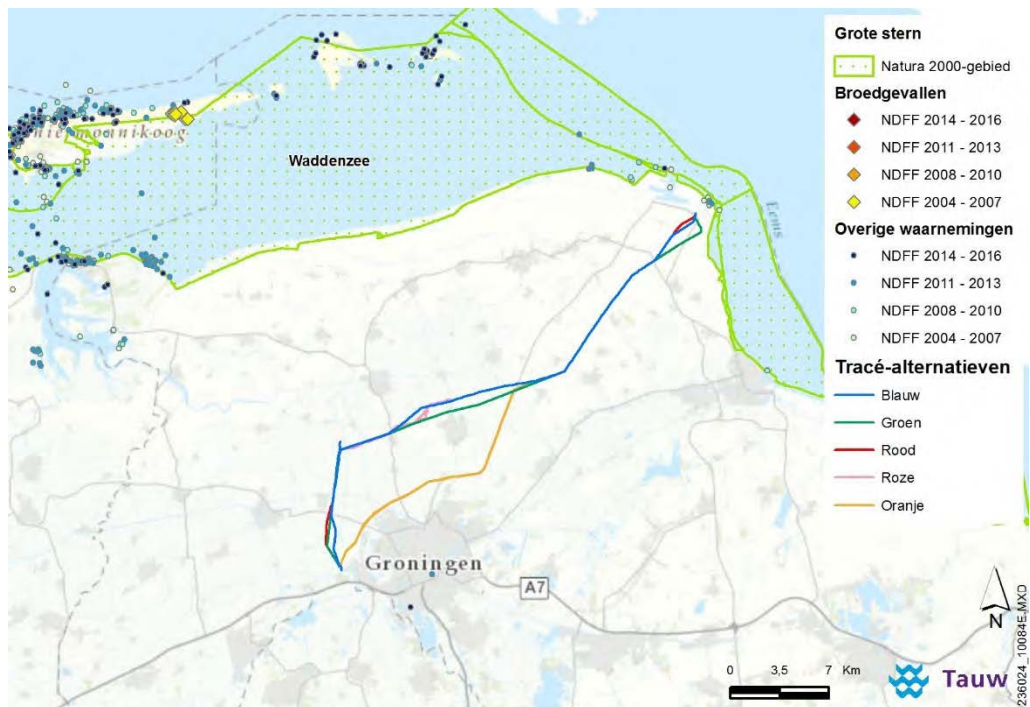 Grote stern
Natura 2000-gebied
Broedgevallen
NDFF 2014 - 2016
NDFF 2011 - 2013
NDFF 2008 - 2010
NDFF 2004 - 2007
Overige waarnemingen
NDFF 2014 - 2016
NDFF 2011 - 2013
NDFF 2008 - 2010
NDFF 2004 - 2007
Tracé-alternatieven
Blauw
Groen
Rood
Roze
Oranje
Waddenzee
Eems
Groningen
A7
N
0 3,5 7 Km
Tauw
236024_10084E.MXD